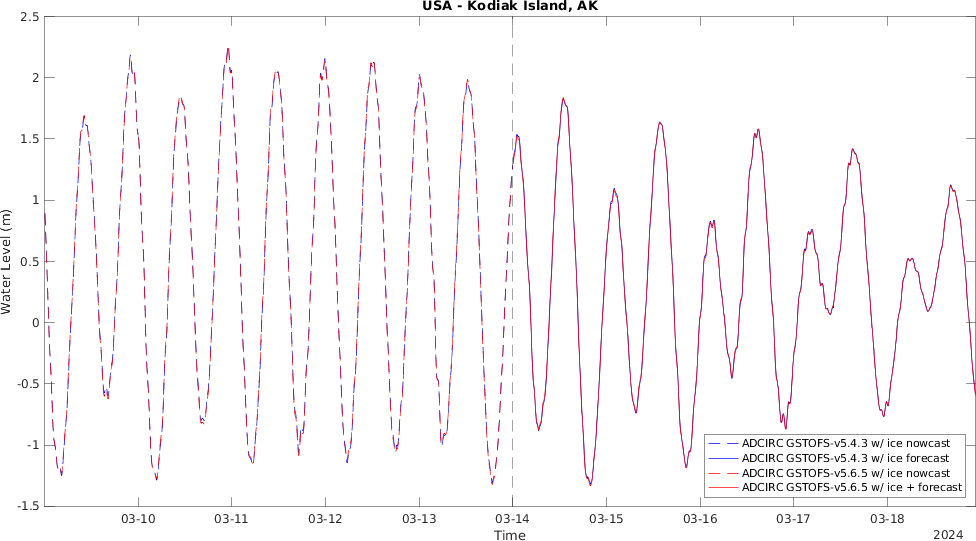 USA - Kodiak Island, AK
2.5
2
1.5
1
0.5
0
-0.5
-1
-1.5
Water Level (m)
03-10 03-11 03-12 03-13 03-14 03-15 03-16 03-17 03-18
Time
2024
ADCIRC GSTOFS-v5.4.3 w/ ice nowcast
ADCIRC GSTOFS-v5.4.3 w/ ice forecast
ADCIRC GSTOFS-v5.6.5 w/ ice nowcast
ADCIRC GSTOFS-v5.6.5 w/ ice + forecast